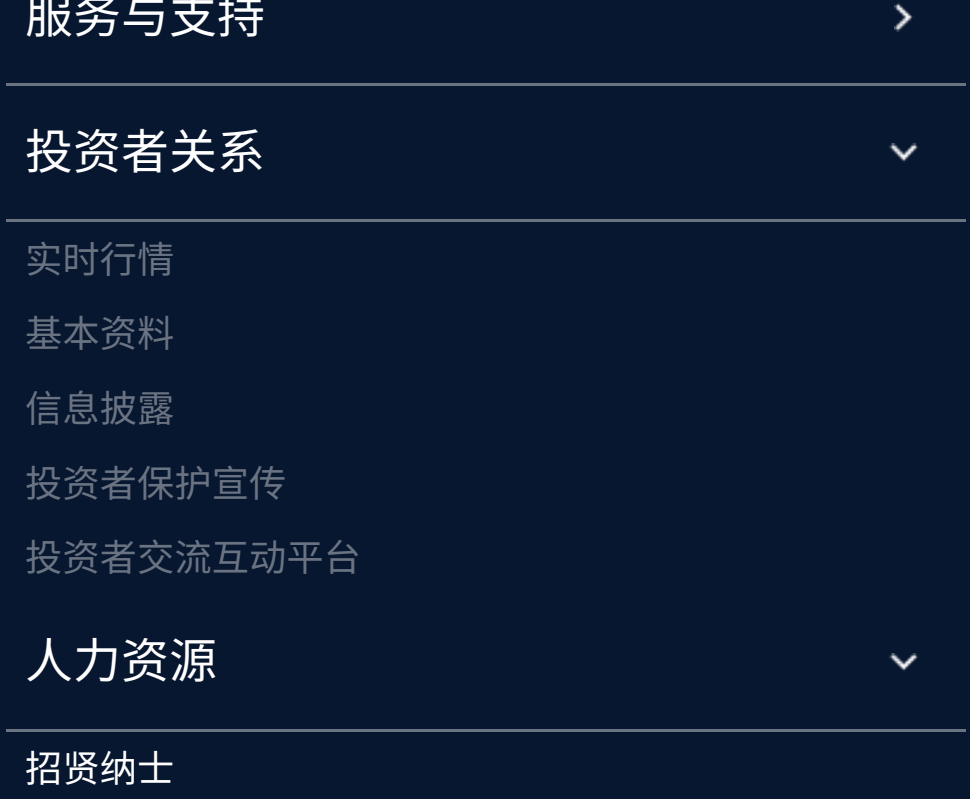 服务与支持
投资者关系
实时行情
基本资料
信息披露
投资者保护宣传
投资者交流互动平台
人力资源
招贤纳士